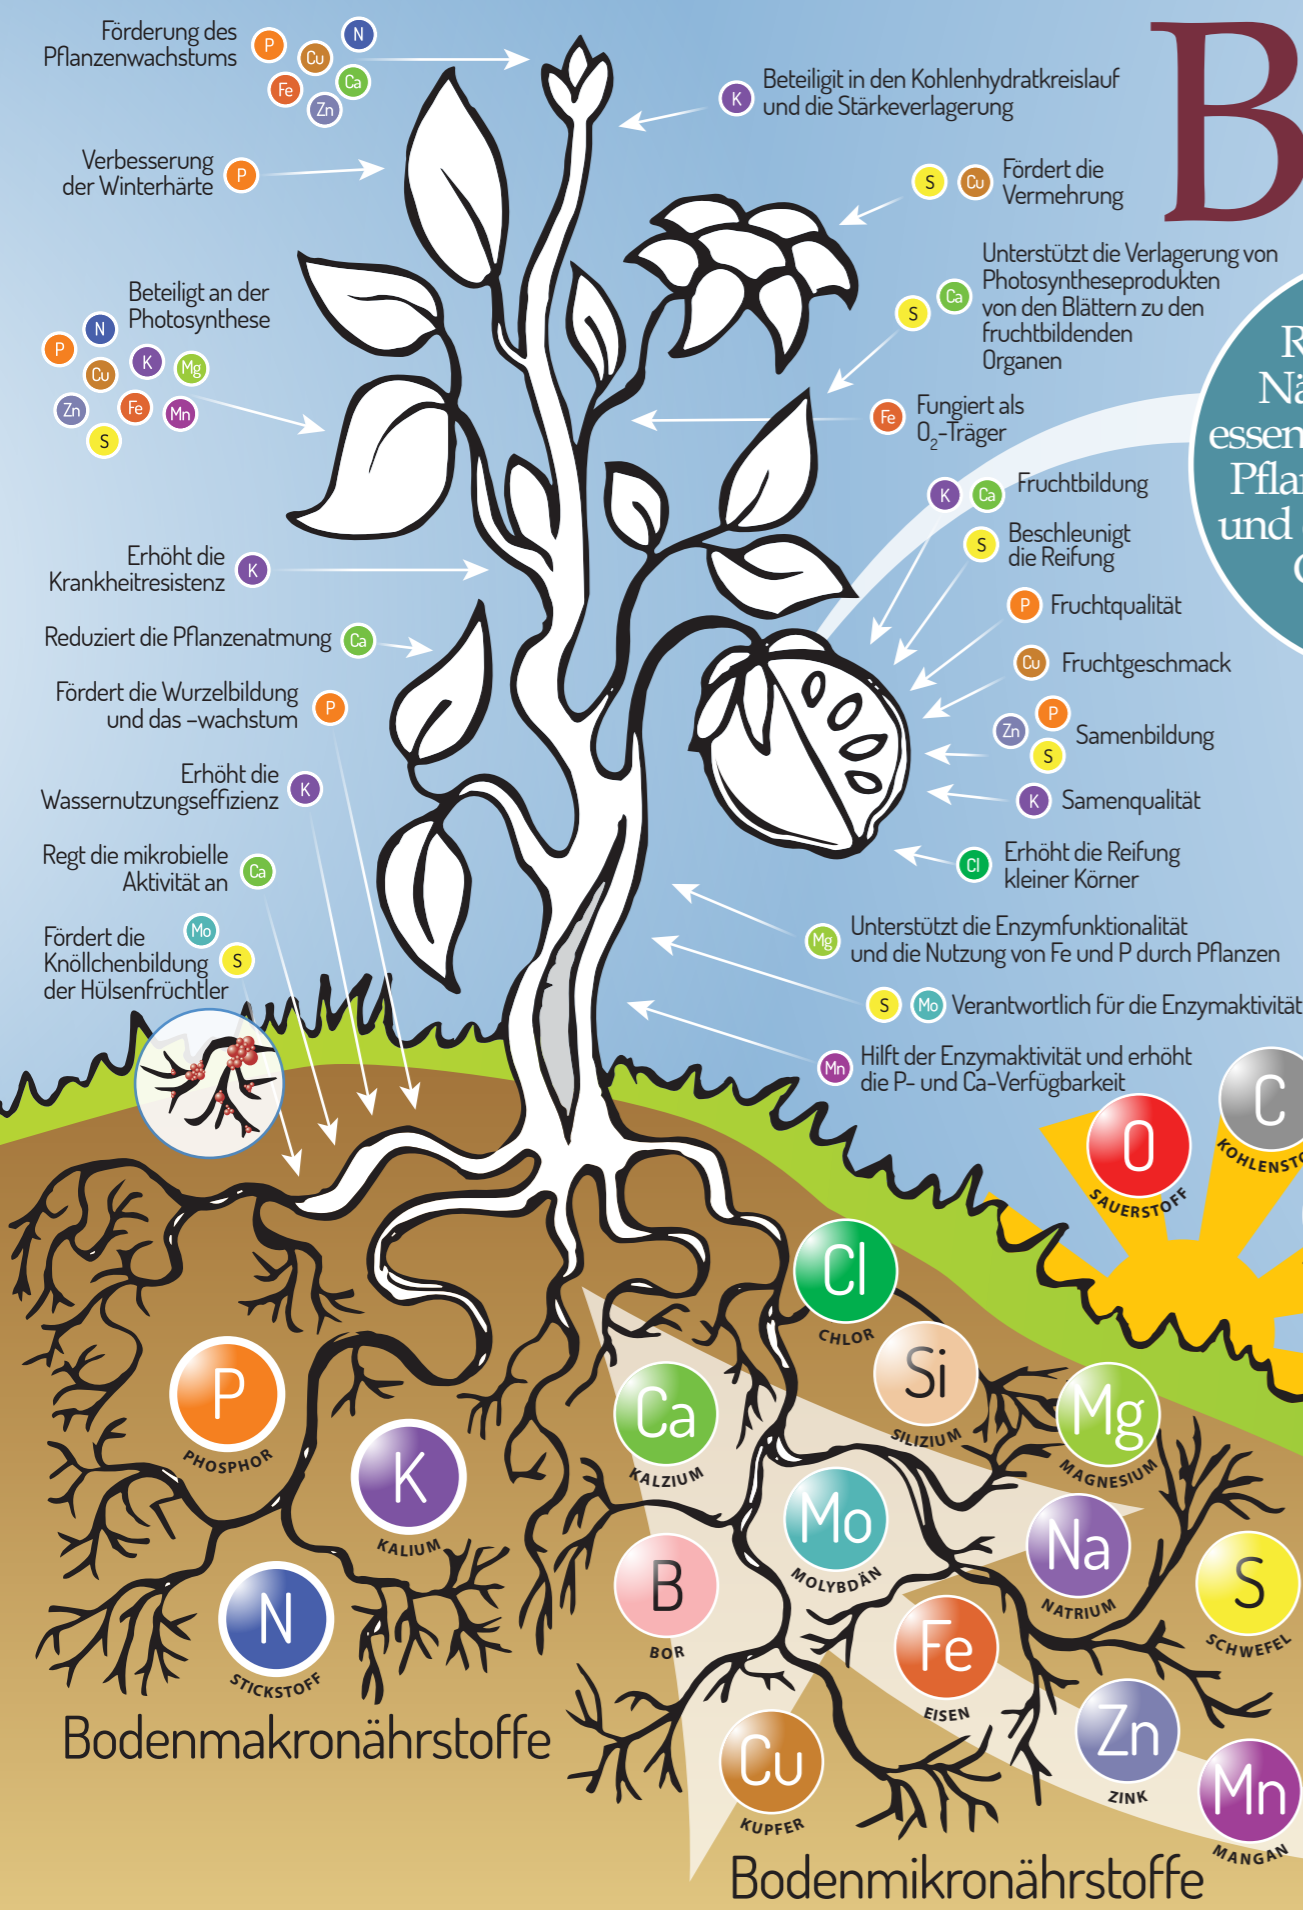 Förderung des
Pflanzenwachstums
P
Cu
N
Fe
Ca
Zn
K
Beteiligit in den Kohlenhydratkreislauf
und die Stärkeverlagerung
B
Verbesserung
der Winterhärte
P
S
Cu
Fördert die
Vermehrung
Beteiligt an der
Photosynthese
P
N
Cu
K
Mg
Zn
Fe
Mn
S
S
Ca
Unterstützt die Verlagerung von
Photosyntheseprodukten
von den Blättern zu den
fruchtbildenden
Organen
Fe
Fungiert als
O2-Träger
K
Ca
Fruchtbildung
S
Beschleunigt
die Reifung
P
Fruchtqualität
Cu
Fruchtgeschmack
Zn
P
S
Samenbildung
K
Samenqualität
Cl
Erhöht die Reifung
kleiner Körner
R
Nä
essen
Pflan
und
Erhöht die
Krankheitresistenz
K
Reduziert die Pflanzenatmung
Ca
Fördert die Wurzelbildung
und das –wachstum
P
Erhöht die
Wassernutzungseffizienz
K
Regt die mikrobielle
Aktivität an
Ca
Fördert die
Knöllchenbildung
der Hülsenfrüchtler
Mo
S
Mg
Unterstützt die Enzymfunktionalität
und die Nutzung von Fe und P durch Pflanzen
S
Mo
Verantwortlich für die Enzymaktivität
Mn
Hilft der Enzymaktivität und erhöht
die P- und Ca-Verfügbarkeit
O
SAUERSTOFF
C
KOHLENSTO
Cl
CHLOR
Si
SILIZIUM
Mg
MAGNESIUM
P
PHOSPHOR
K
KALIUM
N
STICKSTOFF
Ca
KALZIUM
Mo
MOLYBDÄN
Na
NATRIUM
B
BOR
S
SCHWEFEL
Fe
EISEN
Zn
ZINK
Cu
KUPFER
Mn
MANGAN
Bodenmakronährstoffe
Bodenmikronährstoffe